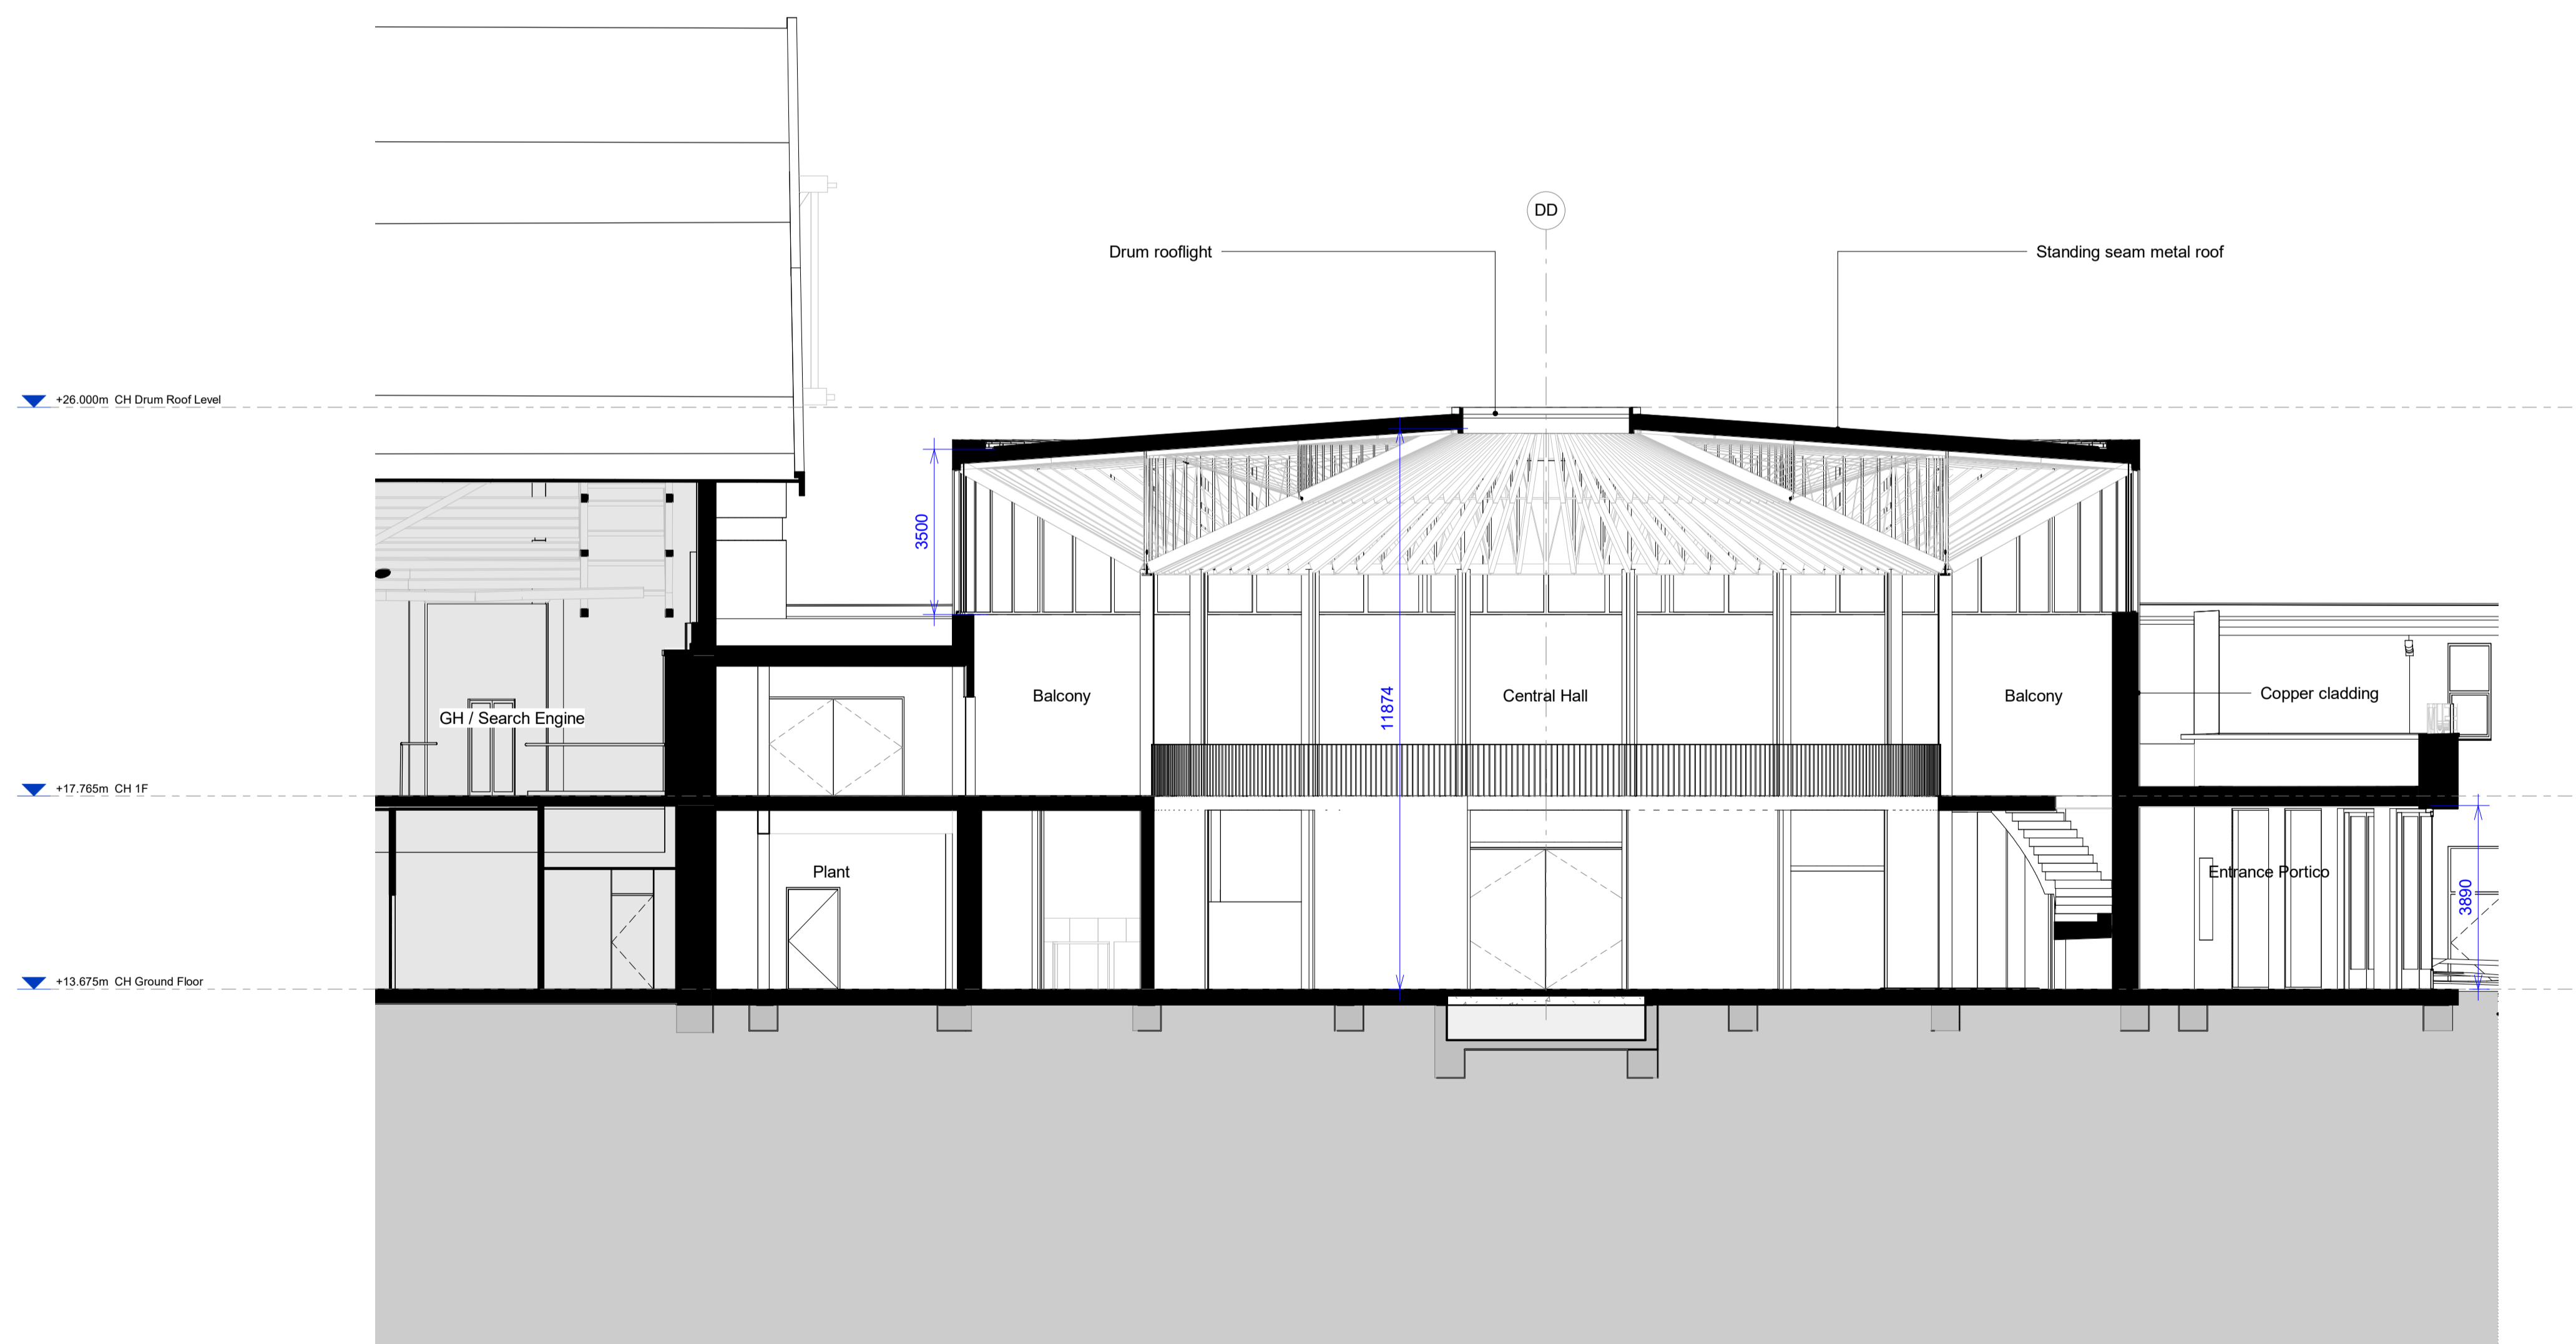 DD
Drum rooflight
Standing seam metal roof
+26.000m CH Drum Roof Level
3500
11874
Balcony
Central Hall
Balcony
Copper cladding
GH / Search Engine
+17.765m CH 1F
Plant
Entrance Portico
3890
+13.675m CH Ground Floor